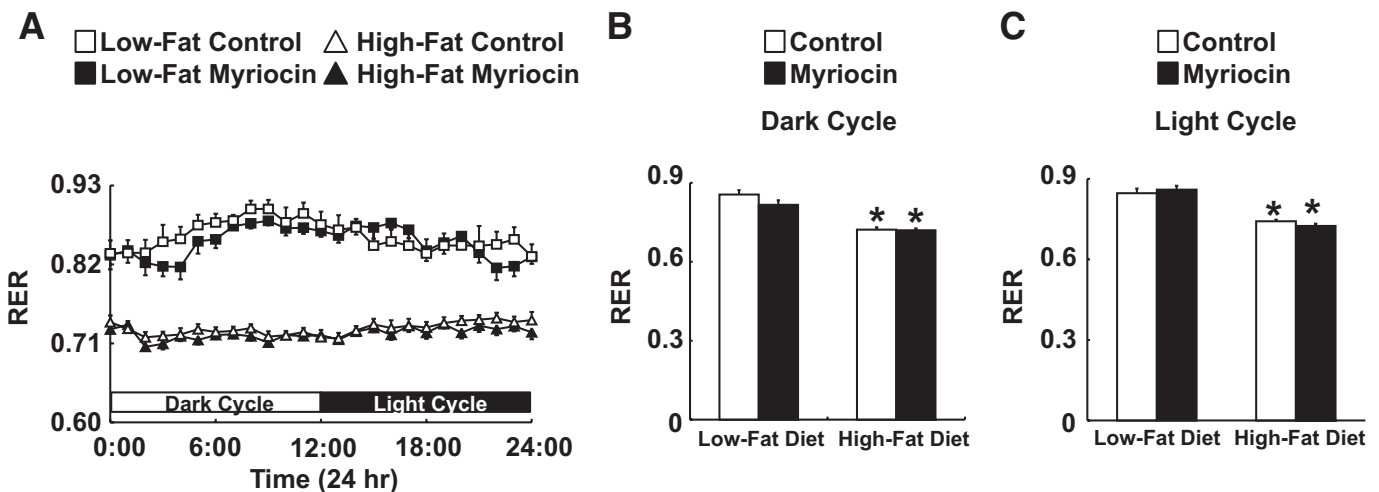 A
Low-Fat Control
High-Fat Control
Low-Fat Myriocin
High-Fat Myriocin
RER
0.93
0.82
0.71
0.60
Dark Cycle
Light Cycle
0:00
6:00
12:00
18:00
24:00
Time (24 hr)
B
Control
Myriocin
Dark Cycle
RER
0.9
0.6
0.3
0
* *
Low-Fat Diet
High-Fat Diet
C
Control
Myriocin
Light Cycle
RER
0.9
0.6
0.3
0
* *
Low-Fat Diet
High-Fat Diet